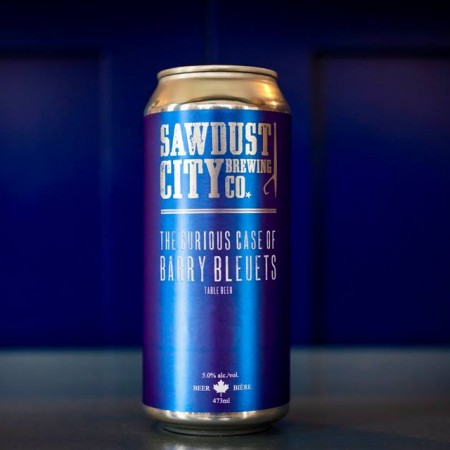 SAWDUST
CITY BREWING CO.
THE CURIOUS CASE OF
BARRY BLEUETS
TABLE BEER
5.0% alc./vol.
BEER BIÈRE
473ml